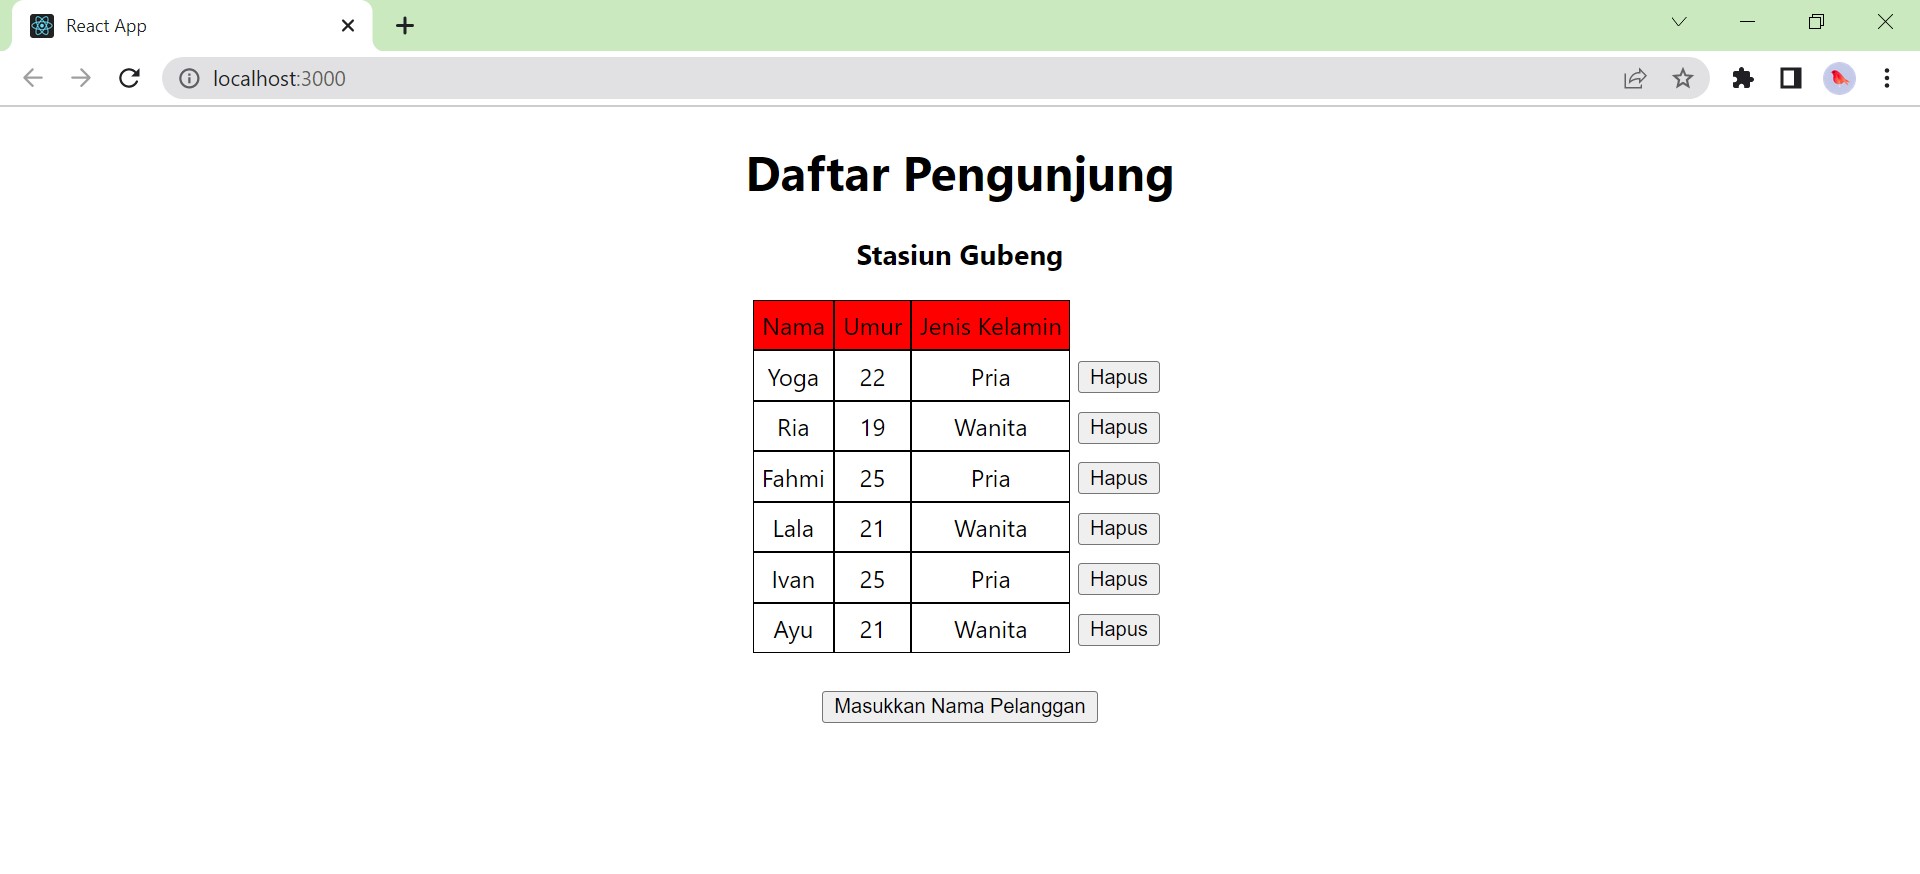 React App
localhost:3000
Daftar Pengunjung
Stasiun Gubeng
Nama Umur Jenis Kelamin
Yoga 22 Pria Hapus
Ria 19 Wanita Hapus
Fahmi 25 Pria Hapus
Lala 21 Wanita Hapus
Ivan 25 Pria Hapus
Ayu 21 Wanita Hapus
Masukkan Nama Pelanggan